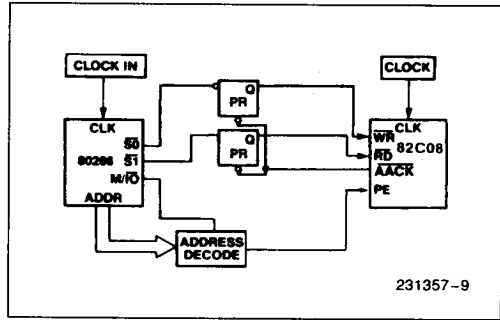 CLOCK IN
CLOCK
CLK
80286
S0
S1
M/IO
ADDR
Q
PR
Q
PR
CLK
WR
82C08
RD
AACK
PE
ADDRESS
DECODE
231357-9